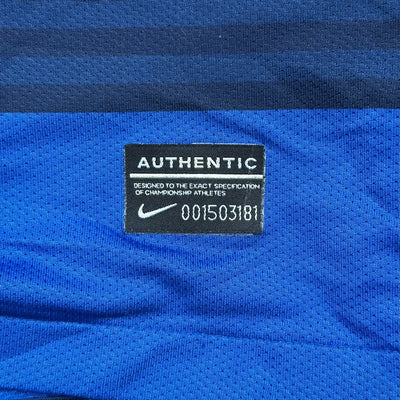 AUTHENTIC
DESIGNED TO THE EXACT SPECIFICATION
OF CHAMPIONSHIP ATHLETES
001503181